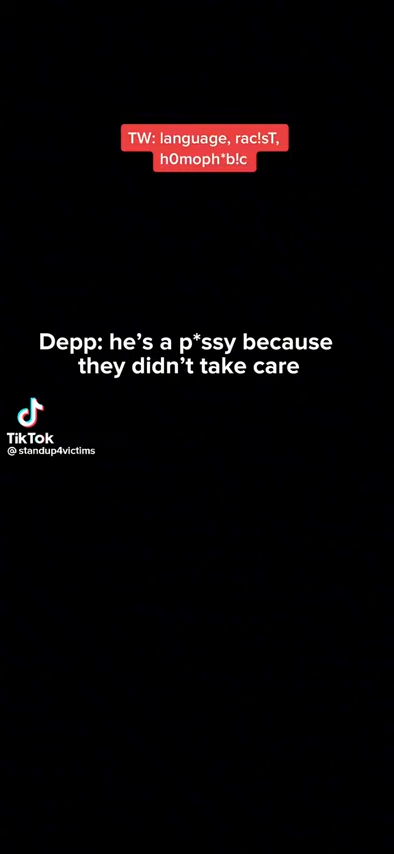 TW: language, rac!sT,
h0moph*b!c
Depp: he’s a p*ssy because
they didn’t take care
TikTok
@standup4victims